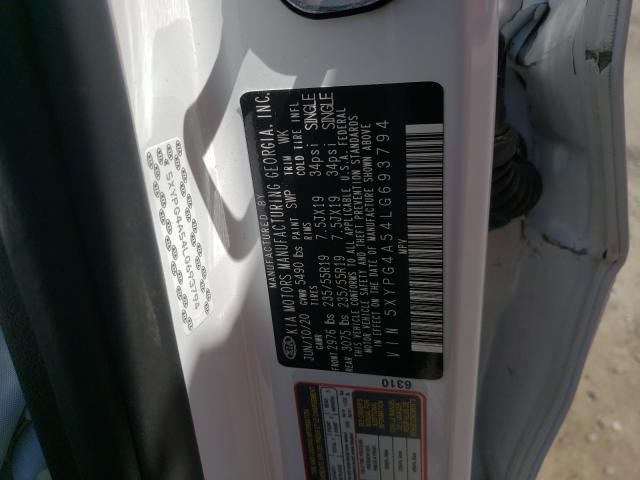 5XYPG4A54LG693794
MANUFACTURED BY
KIA MOTORS MANUFACTURING GEORGIA, INC.
JUN/10/20 GVWR 5490 lbs PAINT SWP TRIM WK
GAWR TIRES RIMS COLD TIRE INFL
FRONT 2976 lbs 235/55R19 7.5JX19 34psi SINGLE
REAR 3075 lbs 235/55R19 7.5JX19 34psi SINGLE
THIS VEHICLE CONFORMS TO ALL APPLICABLE U.S.A. FEDERAL
MOTOR VEHICLE SAFETY AND THEFT PREVENTION STANDARDS
IN EFFECT ON THE DATE OF MANUFACTURE SHOWN ABOVE
VIN 5XYPG4A54LG693794
MPV
6310